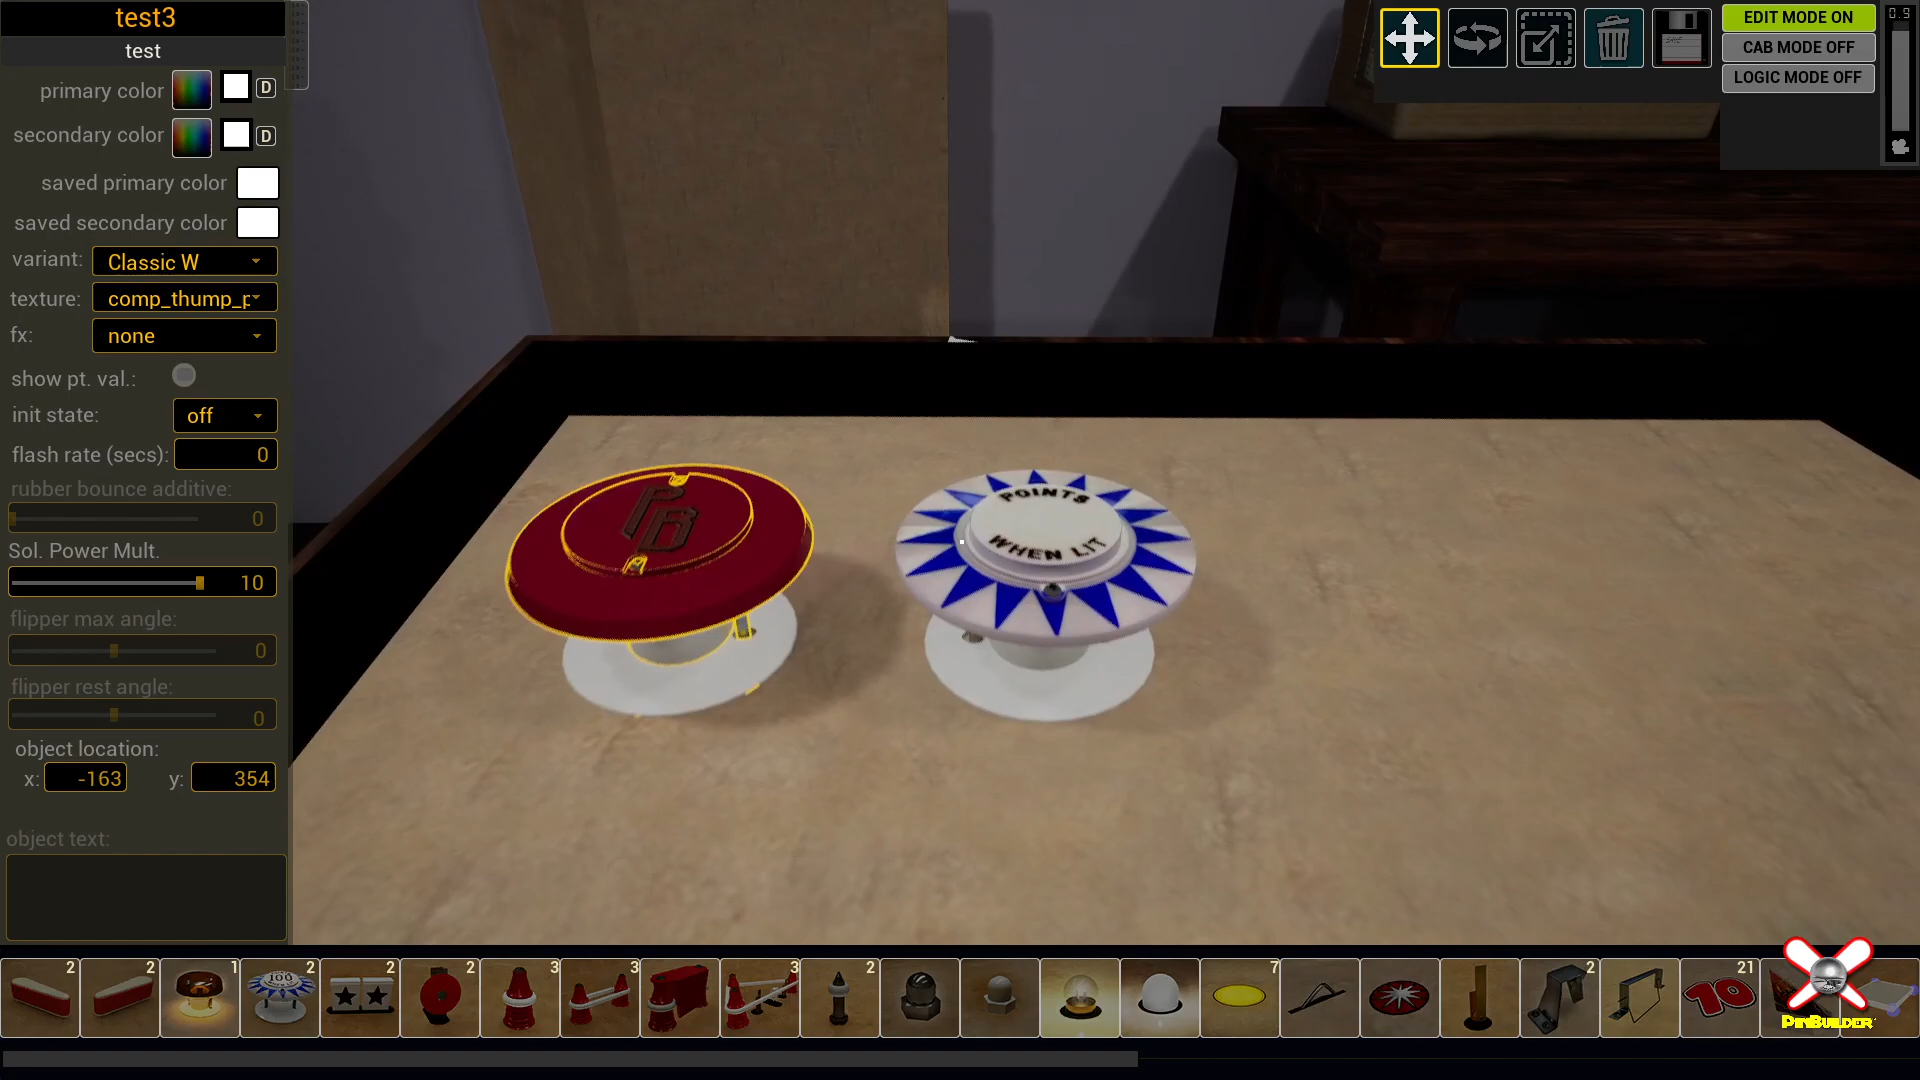 test3
test
primary color
D
secondary color
D
saved primary color
saved secondary color
variant: Classic W
texture: comp_thump_p
fx: none
show pt. val.:
init state: off
flash rate (secs): 0
rubber bounce additive:
0
Sol. Power Mult.
10
flipper max angle:
0
flipper rest angle:
0
object location:
x: -163 y: 354
object text:
EDIT MODE ON
CAB MODE OFF
LOGIC MODE OFF
0.9
PB
POINTS
WHEN LIT
2 2 1 2 2 2 3 3 3 2 7 2 21
100
10
PINBUILDER